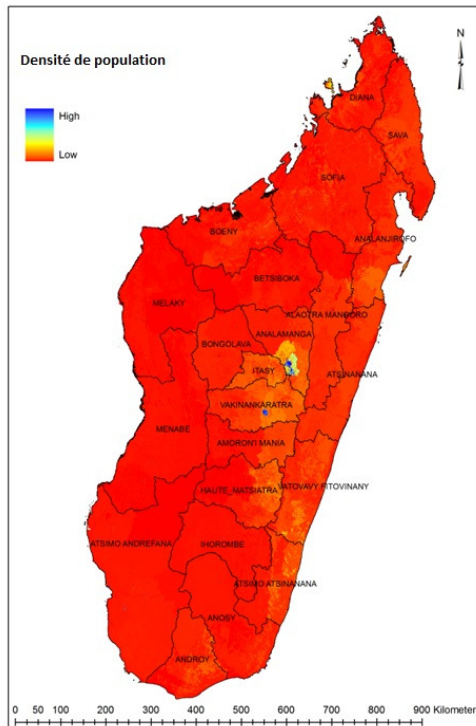 Densité de population
N
High
Low
DIANA
SAVA
SOFIA
ANALANJIROFO
BOENY
BETSIBOKA
MELAKY
ALAOTRA MANGORO
ANALAMANGA
BONGOLAVA
ITASY
ATSINANANA
VAKINANKARATRA
MENABE
AMORON'I MANIA
HAUTE_MATSIATRA
VATOVAVY FITOVINANY
ATSIMO ANDREFANA
IHOROMBE
ATSIMO ATSINANANA
ANOSY
ANDROY
0 50 100 200 300 400 500 600 700 800 900 Kilometers